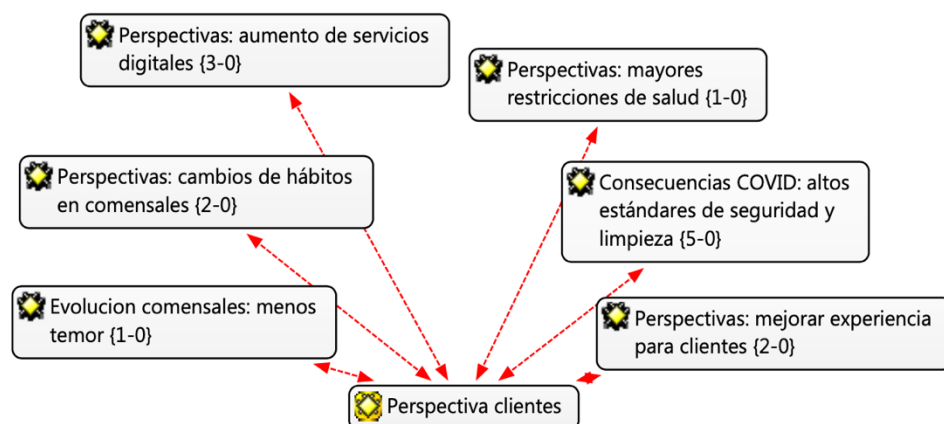 Perspectivas: aumento de servicios
digitales {3-0}
Perspectivas: mayores
restricciones de salud {1-0}
Perspectivas: cambios de hábitos
en comensales {2-0}
Consecuencias COVID: altos
estándares de seguridad y
limpieza {5-0}
Evolucion comensales: menos
temor {1-0}
Perspectivas: mejorar experiencia
para clientes {2-0}
Perspectiva clientes